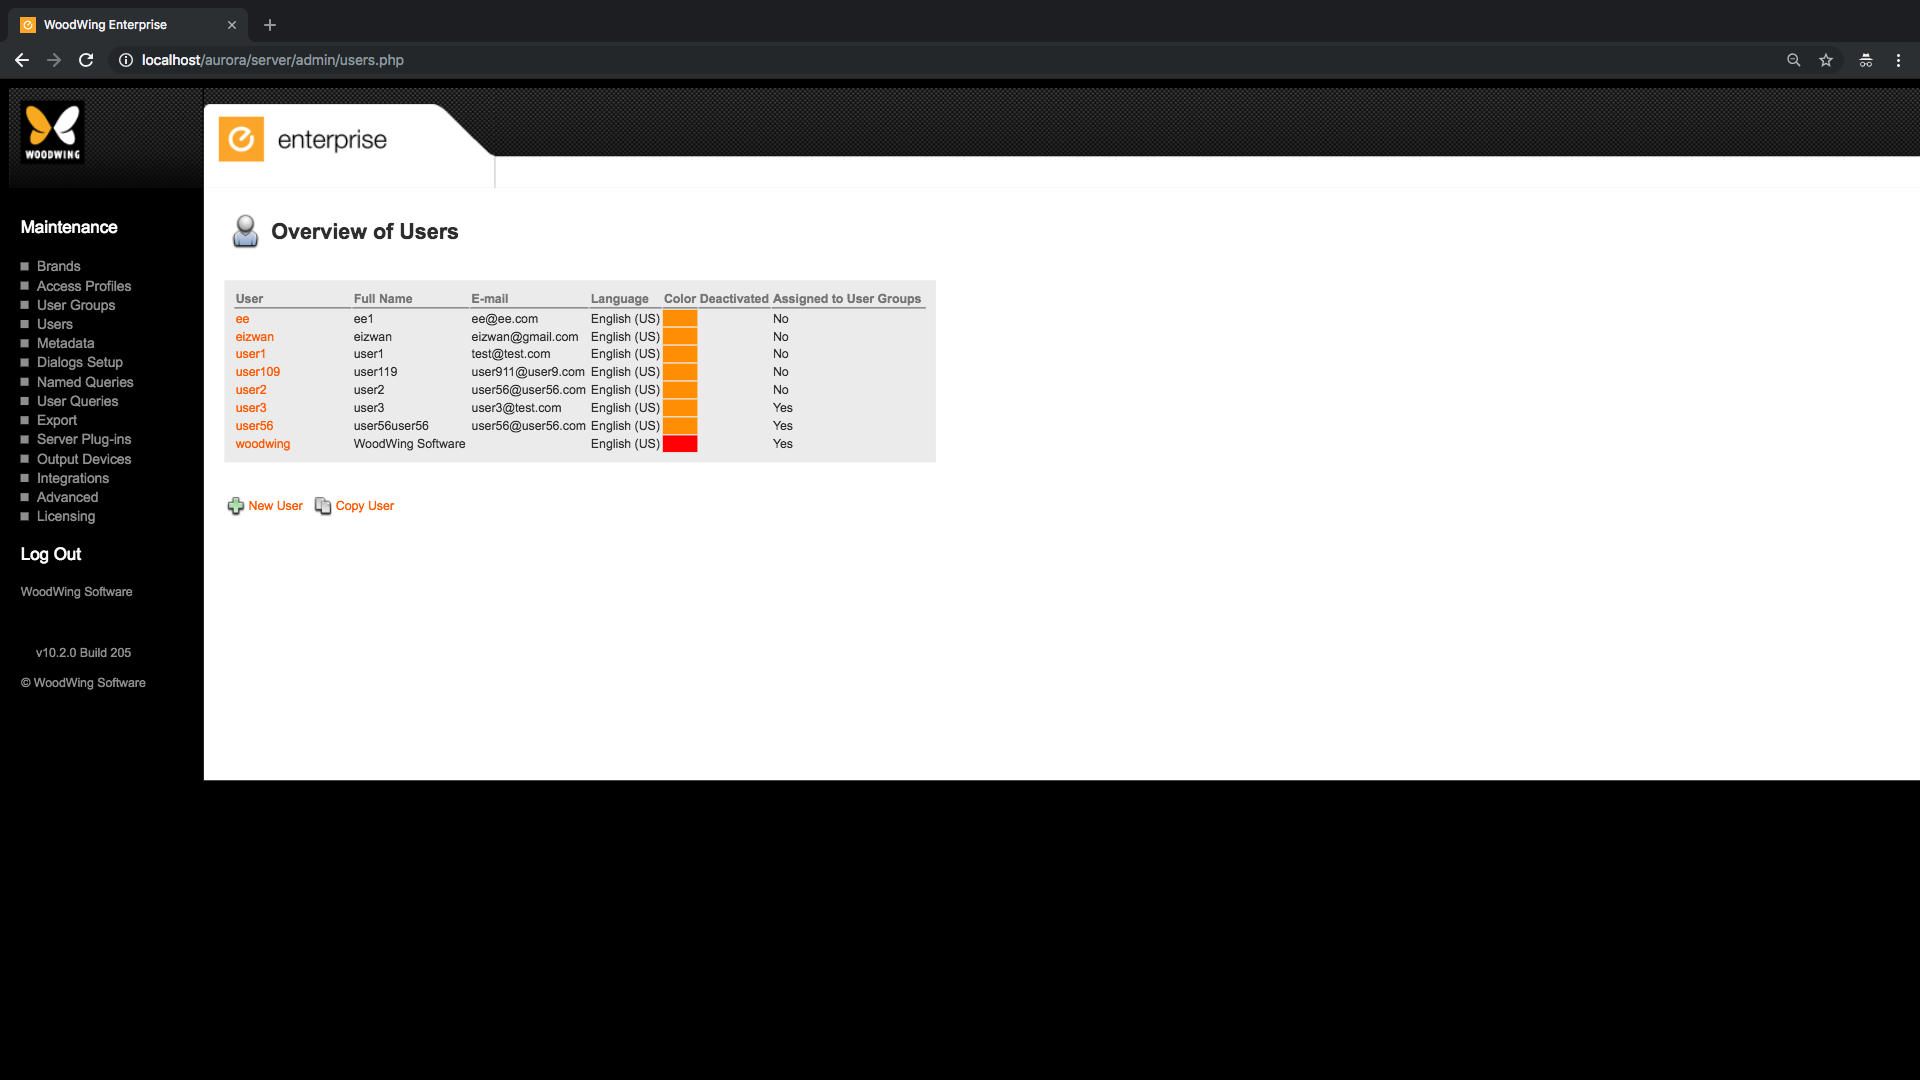 WoodWing Enterprise
localhost/aurora/server/admin/users.php
WOODWING
enterprise
Maintenance
Brands
Access Profiles
User Groups
Users
Metadata
Dialogs Setup
Named Queries
User Queries
Export
Server Plug-ins
Output Devices
Integrations
Advanced
Licensing
Log Out
WoodWing Software
v10.2.0 Build 205
© WoodWing Software
Overview of Users
User Full Name E-mail Language Color Deactivated Assigned to User Groups
ee ee1 ee@ee.com English (US) No
eizwan eizwan eizwan@gmail.com English (US) No
user1 user1 test@test.com English (US) No
user109 user119 user911@user9.com English (US) No
user2 user2 user56@user56.com English (US) No
user3 user3 user3@test.com English (US) Yes
user56 user56user56 user56@user56.com English (US) Yes
woodwing WoodWing Software English (US) Yes
New User Copy User